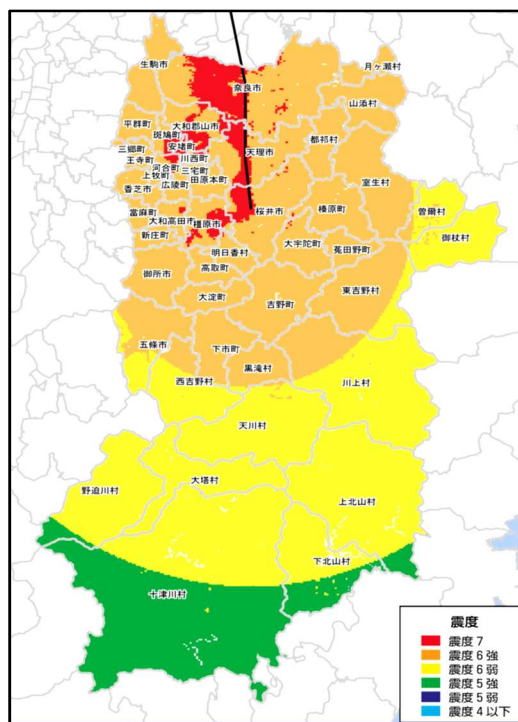 生駒市
月ヶ瀬村
奈良市
山添村
平群町
大和郡山市
斑鳩町
都祁村
三郷町
安堵町
天理市
王寺町
川西町
河合町
三宅町
上牧町
田原本町
室生村
広陵町
香芝市
曽爾村
當麻町
桜井市
榛原町
大和高田市
橿原市
御杖村
新庄町
大宇陀町
菟田野町
明日香村
高取町
御所市
東吉野村
大淀町
吉野町
五條市
下市町
黒滝村
西吉野村
川上村
天川村
大塔村
野迫川村
上北山村
下北山村
十津川村
震度
震度7
震度6強
震度6弱
震度5強
震度5弱
震度4以下